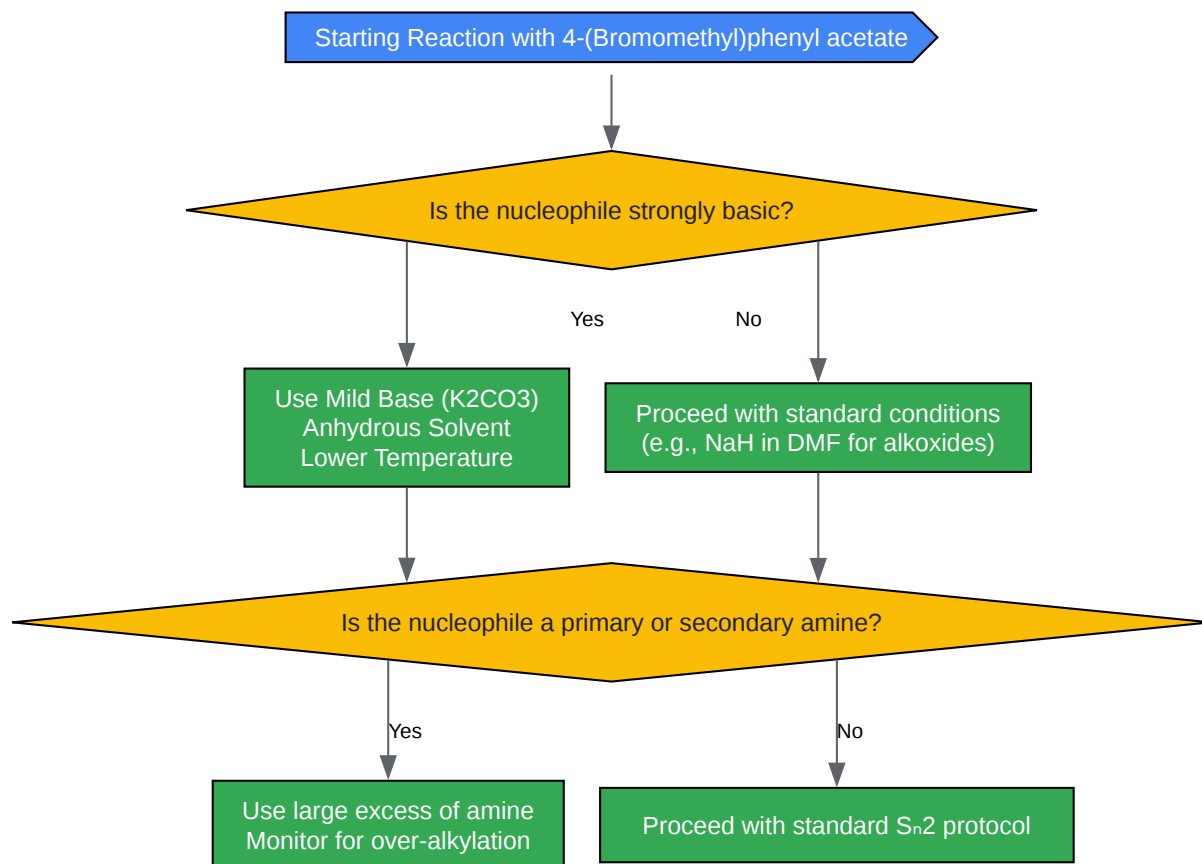 Starting Reaction with 4-(Bromomethyl)phenyl acetate
Is the nucleophile strongly basic?
Yes
No
Use Mild Base (K2CO3)
Anhydrous Solvent
Lower Temperature
Proceed with standard conditions
(e.g., NaH in DMF for alkoxides)
Is the nucleophile a primary or secondary amine?
Yes
No
Use large excess of amine
Monitor for over-alkylation
Proceed with standard Sₙ2 protocol